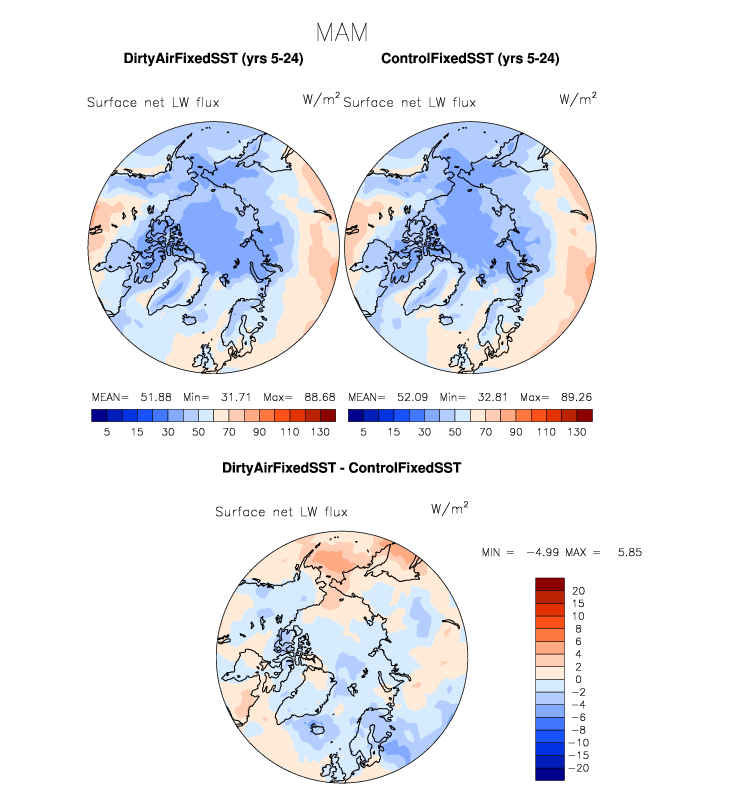 MAM
DirtyAirFixedSST (yrs 5-24) ControlFixedSST (yrs 5-24)
Surface net LW flux W/m² Surface net LW flux W/m²
MEAN= 51.88 Min= 31.71 Max= 88.68 MEAN= 52.09 Min= 32.81 Max= 89.26
5 15 30 50 70 90 110 130 5 15 30 50 70 90 110 130
DirtyAirFixedSST - ControlFixedSST
Surface net LW flux W/m²
MIN = −4.99 MAX = 5.85
20
15
10
8
6
4
2
0
−2
−4
−6
−8
−10
−15
−20